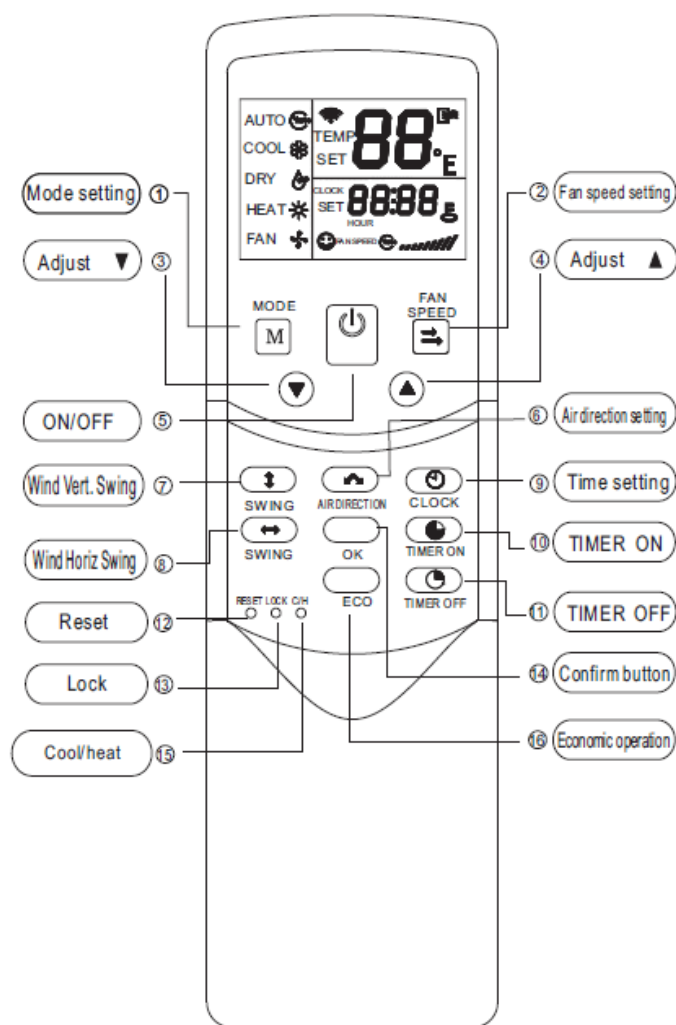 AUTO
COOL
DRY
HEAT
FAN
TEMP
SET
88°E
CLOCK
SET
88:88
HOUR
FAN SPEED
Mode setting ①
② Fan speed setting
Adjust ▼ ③
④ Adjust ▲
MODE
M
FAN
SPEED
ON/OFF ⑤
⑥ Air direction setting
Wind Vert. Swing ⑦
SWING
AIR DIRECTION
CLOCK
⑨ Time setting
Wind Horiz Swing ⑧
SWING
OK
TIMER ON
⑩ TIMER ON
RESET LOCK C/H
ECO
TIMER OFF
⑪ TIMER OFF
Reset ⑫
Lock ⑬
⑭ Confirm button
Cool/heat ⑮
⑯ Economic operation